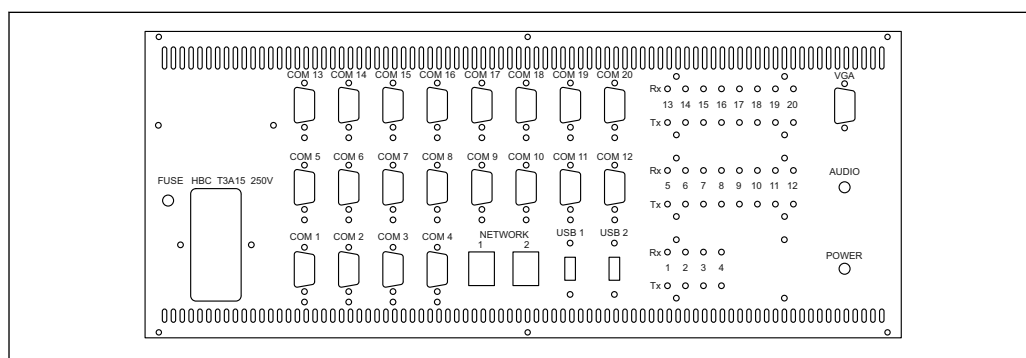 COM 13 COM 14 COM 15 COM 16 COM 17 COM 18 COM 19 COM 20 VGA
Rx
13 14 15 16 17 18 19 20
Tx
COM 5 COM 6 COM 7 COM 8 COM 9 COM 10 COM 11 COM 12
Rx
AUDIO
FUSE HBC T3A15 250V
5 6 7 8 9 10 11 12
Tx
COM 1 COM 2 COM 3 COM 4 NETWORK USB 1 USB 2
1 2
Rx
POWER
1 2 3 4
Tx